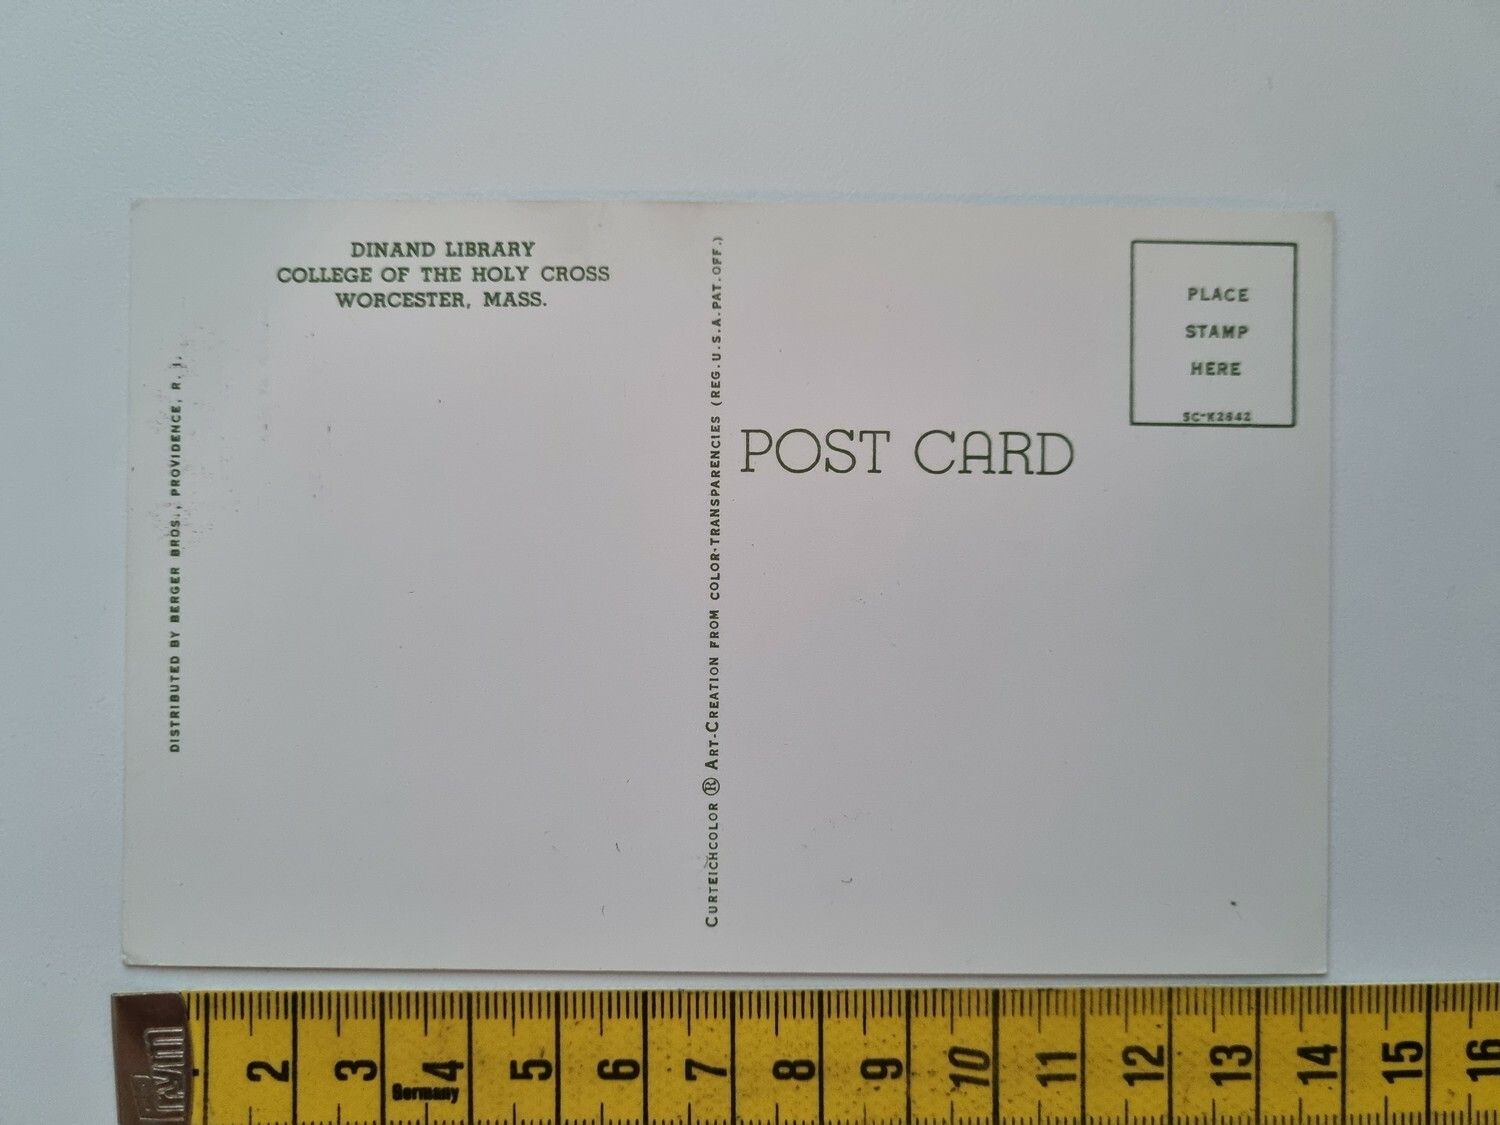 DINAND LIBRARY
COLLEGE OF THE HOLY CROSS
WORCESTER, MASS.
DISTRIBUTED BY BERGER BROS., PROVIDENCE, R. I.
CURTEICHCOLOR ® ART-CREATION FROM COLOR-TRANSPARENCIES (REG. U.S.A. PAT. OFF.)
POST CARD
PLACE
STAMP
HERE
SC-K2642
2 3 4 5 6 7 8 9 10 11 12 13 14 15 16
Germany